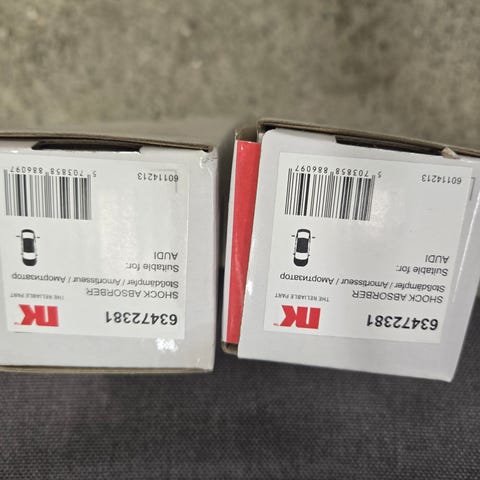 63472381
NK
THE RELIABLE PART
SHOCK ABSORBER
Stoßdämpfer / Amortisseur / Амортизатор
Suitable for:
AUDI
5 703858 886097
60114213
63472381
NK
THE RELIABLE PART
SHOCK ABSORBER
Stoßdämpfer / Amortisseur / Амортизатор
Suitable for:
AUDI
5 703858 886097
60114213